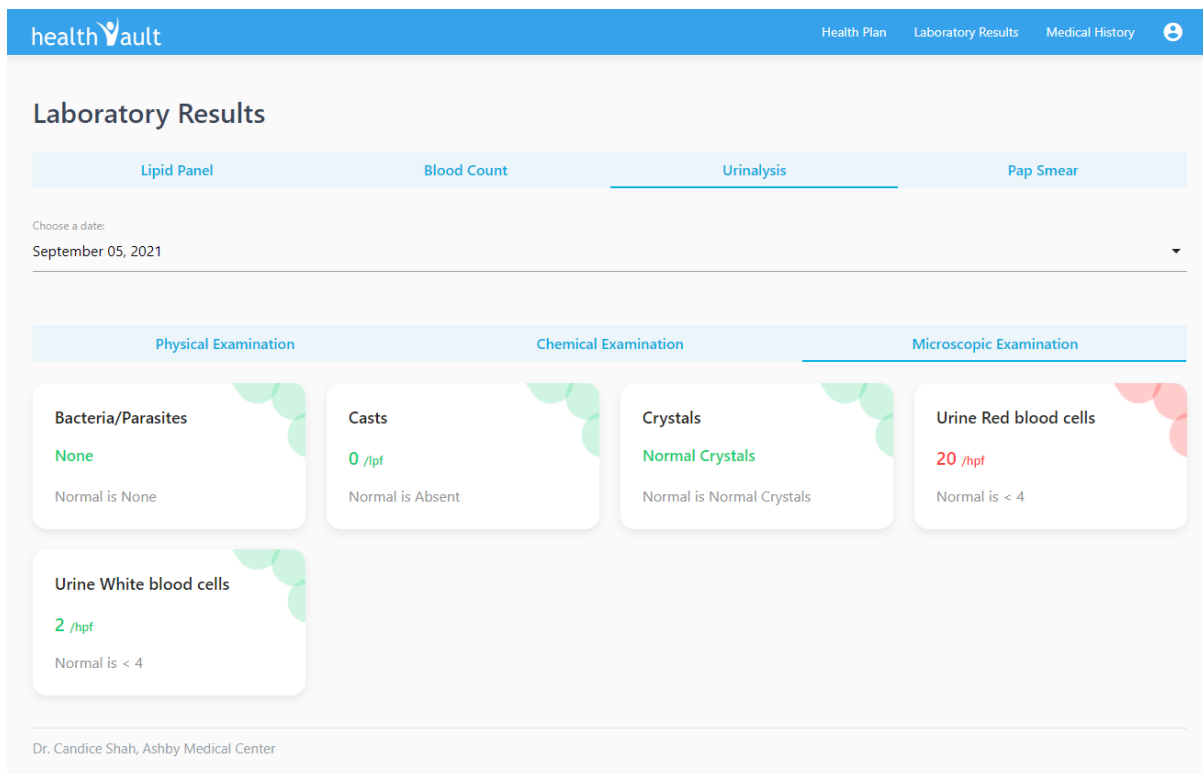 healthVault
Health Plan Laboratory Results Medical History
Laboratory Results
Lipid Panel Blood Count Urinalysis Pap Smear
Choose a date:
September 05, 2021
Physical Examination Chemical Examination Microscopic Examination
Bacteria/Parasites
None
Normal is None
Casts
0 /lpf
Normal is Absent
Crystals
Normal Crystals
Normal is Normal Crystals
Urine Red blood cells
20 /hpf
Normal is < 4
Urine White blood cells
2 /hpf
Normal is < 4
Dr. Candice Shah, Ashby Medical Center